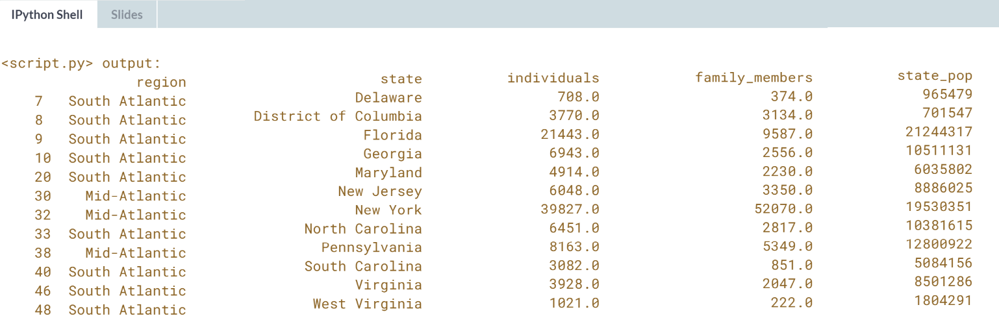 IPython Shell Slides
<script.py> output:
region state individuals family_members state_pop
7 South Atlantic Delaware 708.0 374.0 965479
8 South Atlantic District of Columbia 3770.0 3134.0 701547
9 South Atlantic Florida 21443.0 9587.0 21244317
10 South Atlantic Georgia 6943.0 2556.0 10511131
20 South Atlantic Maryland 4914.0 2230.0 6035802
30 Mid-Atlantic New Jersey 6048.0 3350.0 8886025
32 Mid-Atlantic New York 39827.0 52070.0 19530351
33 South Atlantic North Carolina 6451.0 2817.0 10381615
38 Mid-Atlantic Pennsylvania 8163.0 5349.0 12800922
40 South Atlantic South Carolina 3082.0 851.0 5084156
46 South Atlantic Virginia 3928.0 2047.0 8501286
48 South Atlantic West Virginia 1021.0 222.0 1804291